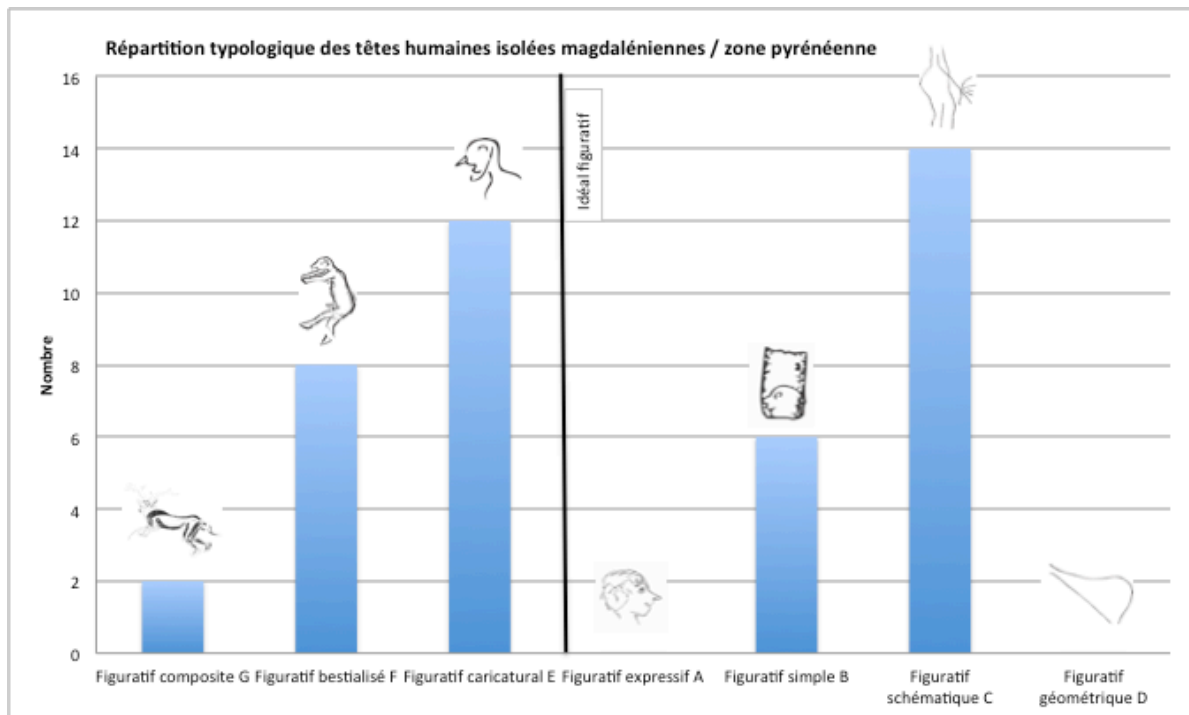 Répartition typologique des têtes humaines isolées magdaléniennes / zone pyrénéenne
16
14
12
10
8
6
4
2
0
Nombre
Idéal figuratif
Figuratif composite G
Figuratif bestialisé F
Figuratif caricatural E
Figuratif expressif A
Figuratif simple B
Figuratif
schématique C
Figuratif
géométrique D